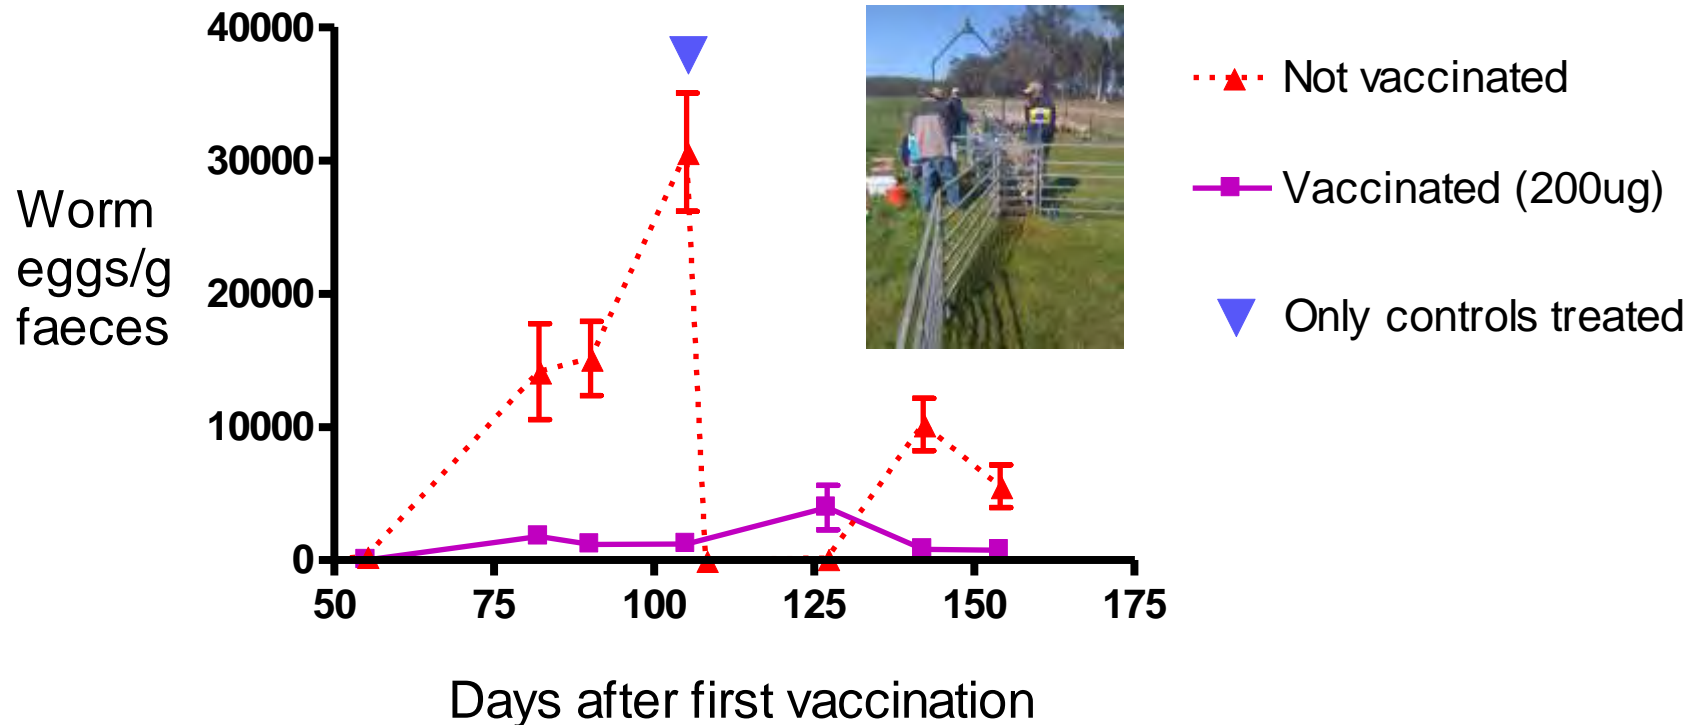 40000
30000
20000
10000
0
Worm
eggs/g
faeces
50 75 100 125 150 175
Days after first vaccination
Not vaccinated
Vaccinated (200ug)
Only controls treated